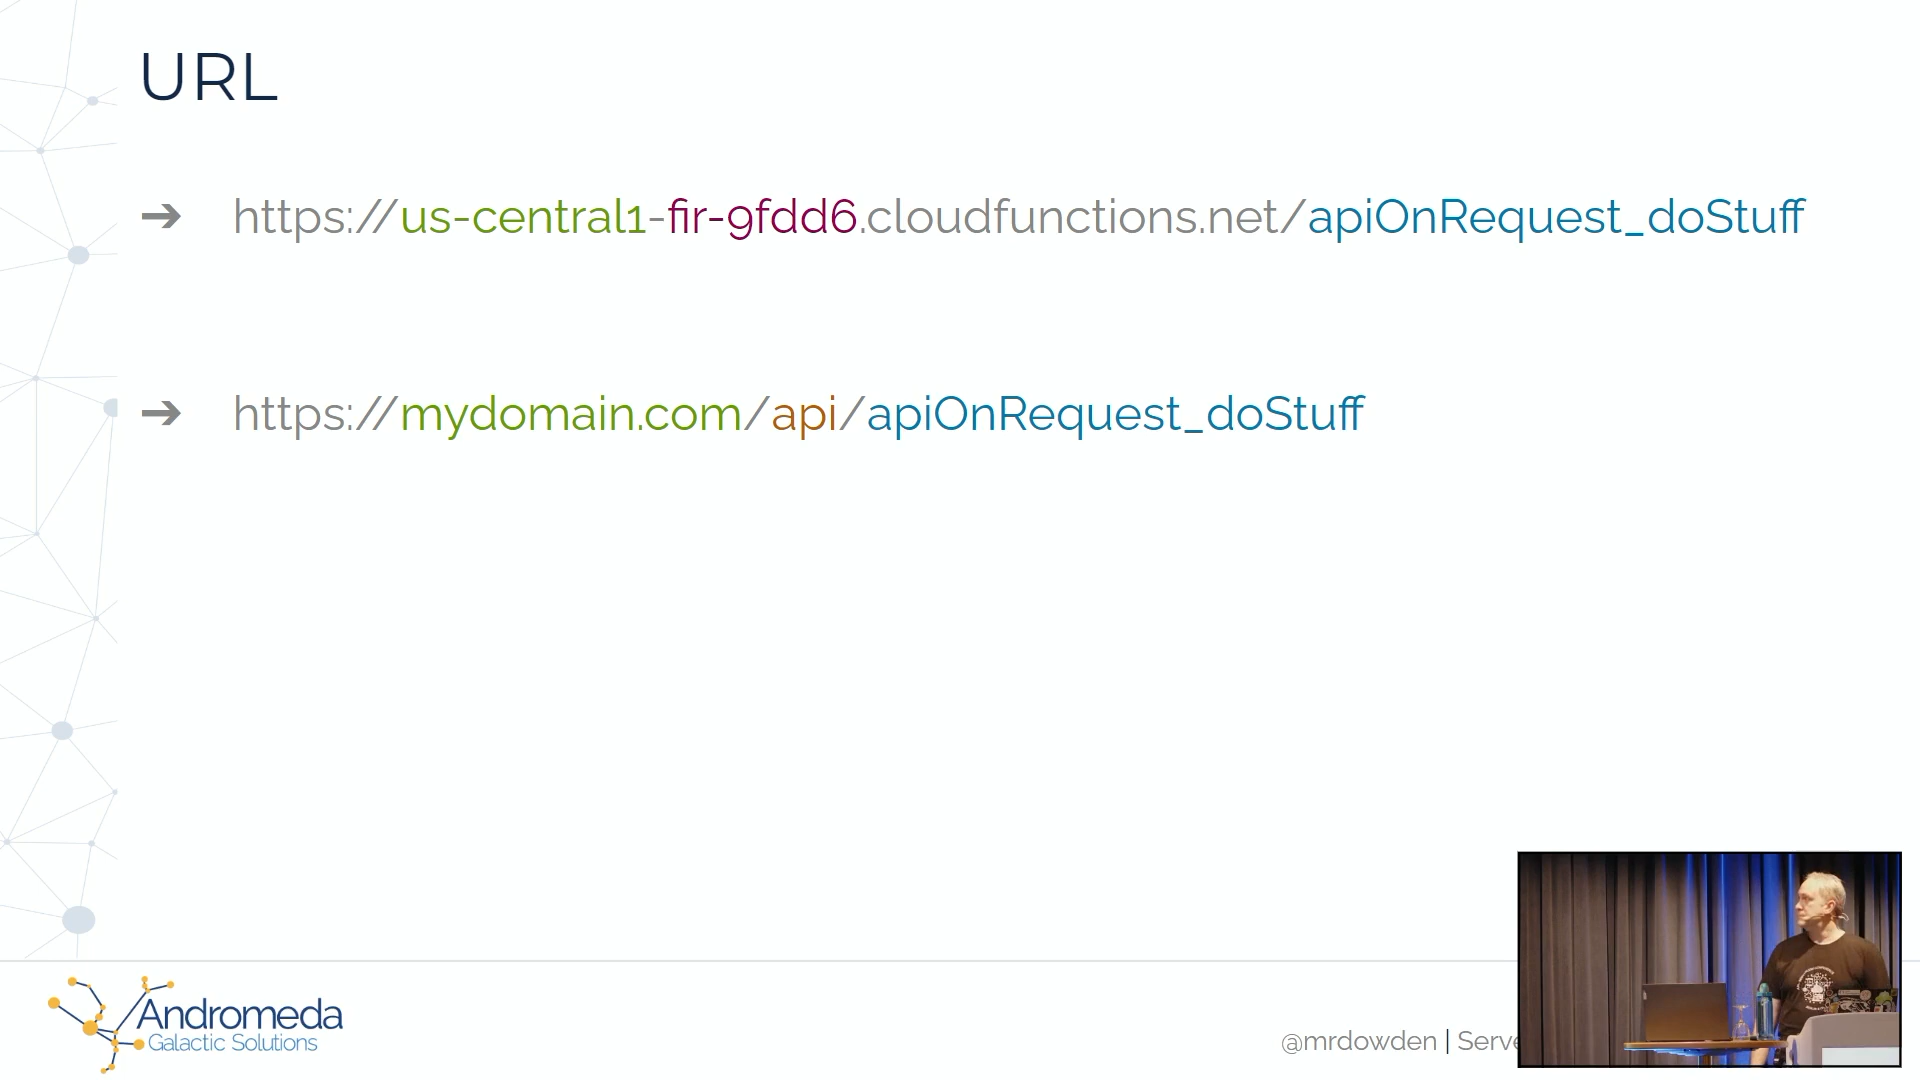 URL
➔ https://us-central1-fir-9fdd6.cloudfunctions.net/apiOnRequest_doStuff
➔ https://mydomain.com/api/apiOnRequest_doStuff
Andromeda
Galactic Solutions
@mrdowden | Serve